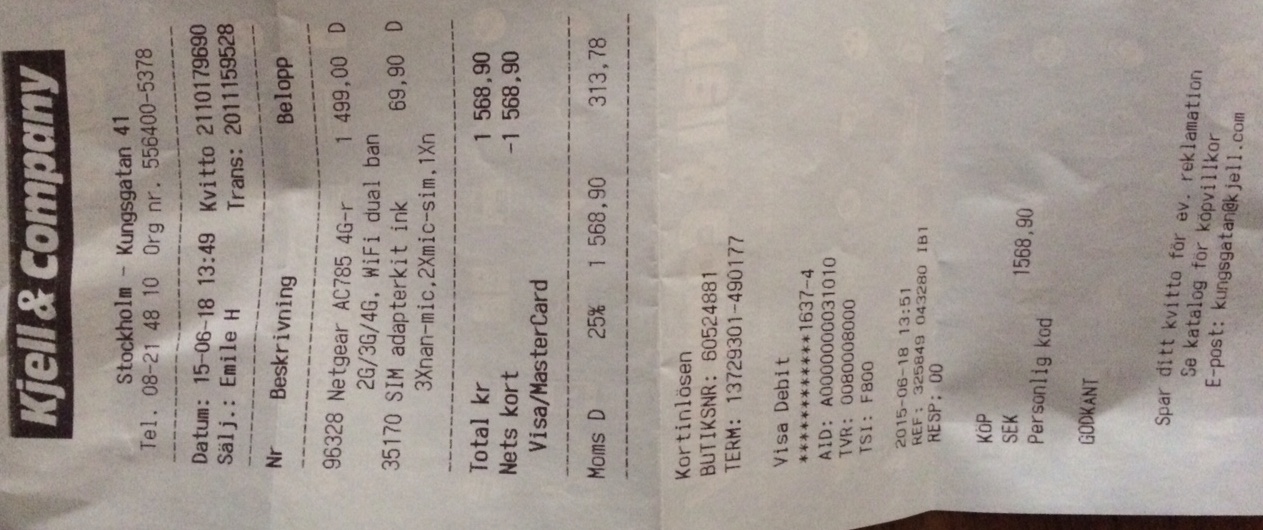 Kjell & Company
Stockholm - Kungsgatan 41
Tel. 08-21 48 10 Org nr. 556400-5378
Datum: 15-06-18 13:49 Kvitto 2110179690
Sälj.: Emile H Trans: 2011159528
Nr Beskrivning Belopp
96328 Netgear AC785 4G-r 1 499,00 D
2G/3G/4G, WiFi dual ban
35170 SIM adapterkit ink 69,90 D
3Xnan-mic,2Xmic-sim,1Xn
Total kr 1 568,90
Nets kort -1 568,90
Visa/MasterCard
Moms D 25% 1 568,90 313,78
Kortinlösen
BUTIKSNR: 60524881
TERM: 13729301-490177
Visa Debit
************1637-4
AID: A0000000031010
TVR: 0080008000
TSI: F800
2015-06-18 13:51
REF: 325849 043280 IB1
RESP: 00
KÖP
SEK 1568,90
Personlig kod
GODKANT
Spar ditt kvitto för ev. reklamation
Se katalog för köpvillkor
E-post: kungsgatan@kjell.com